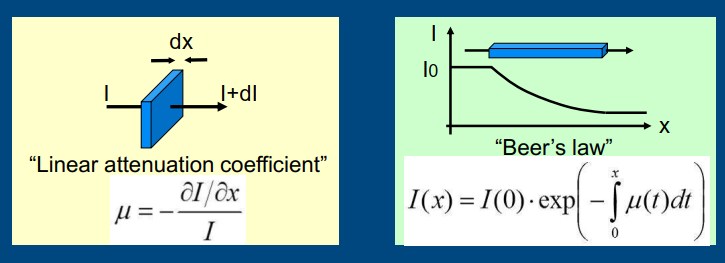 dx
I
I+dI
“Linear attenuation coefficient”
μ = − ∂I/∂x / I
I
I0
x
“Beer’s law”
I(x) = I(0) · exp( − ∫₀ˣ μ(t)dt )